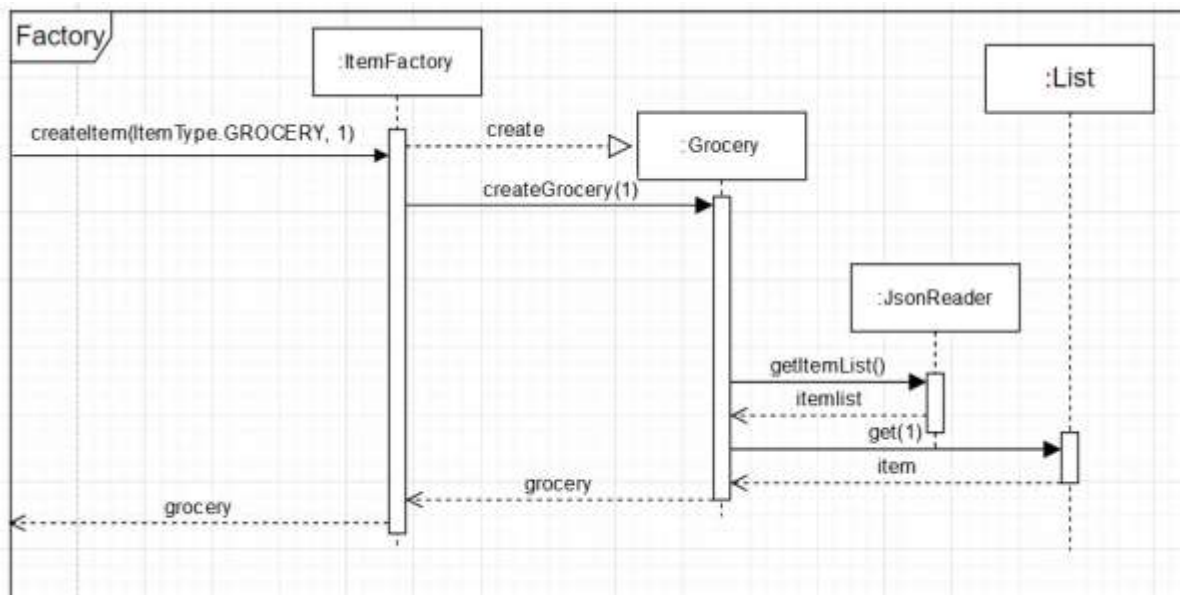 Factory
:ItemFactory
:List
createItem(ItemType.GROCERY, 1)
create
:Grocery
createGrocery(1)
:JsonReader
getItemList()
itemlist
get(1)
item
grocery
grocery